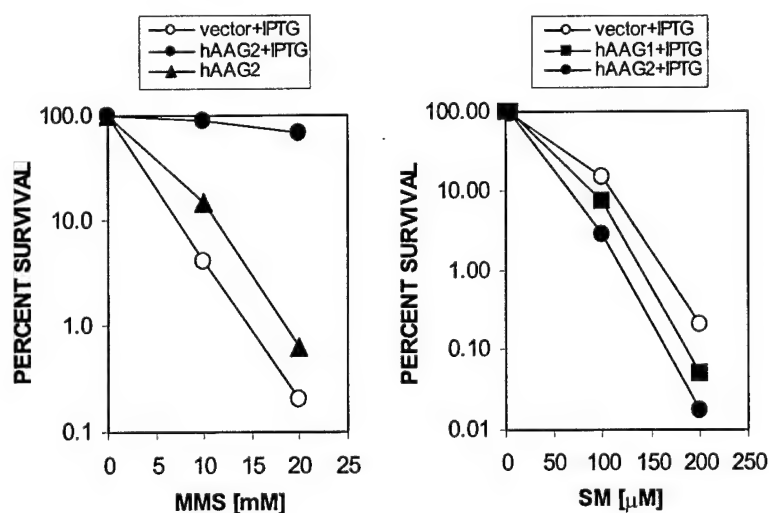 vector+IPTG
hAAG2+IPTG
hAAG2
100.0
10.0
1.0
0.1
PERCENT SURVIVAL
0 5 10 15 20 25
MMS [mM]
vector+IPTG
hAAG1+IPTG
hAAG2+IPTG
100.00
10.00
1.00
0.10
0.01
PERCENT SURVIVAL
0 50 100 150 200 250
SM [μM]